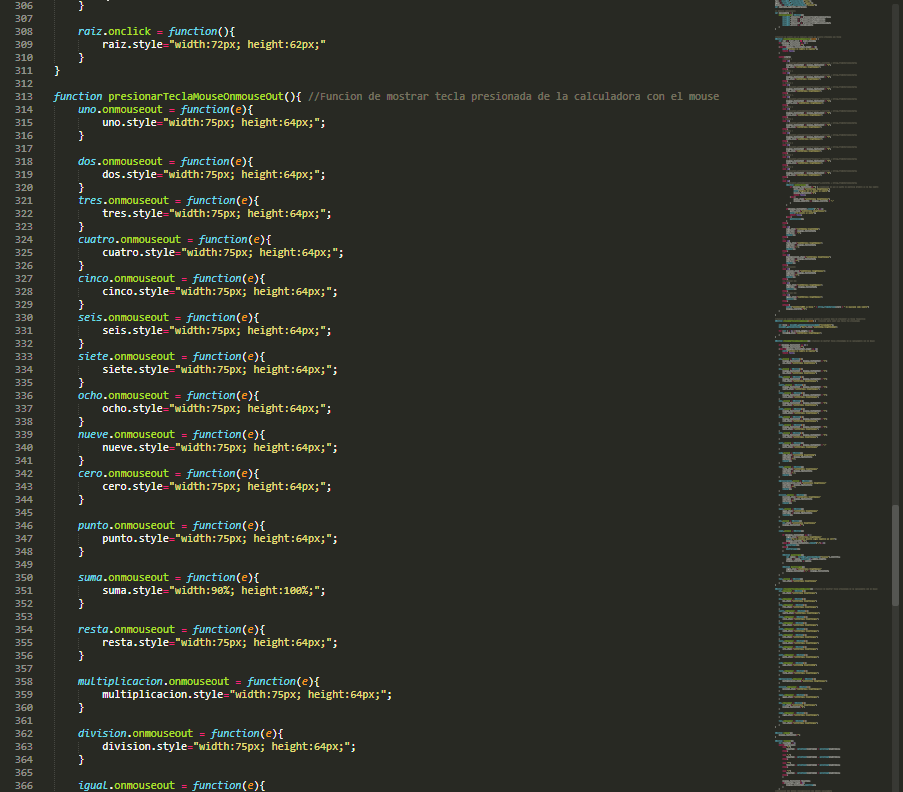 306 }
307
308 raiz.onclick = function(){
309 raiz.style="width:72px; height:62px;"
310 }
311 }
312
313 function presionarTeclaMouseOnmouseOut(){ //Funcion de mostrar tecla presionada de la calculadora con el mouse
314 uno.onmouseout = function(e){
315 uno.style="width:75px; height:64px;";
316 }
317
318 dos.onmouseout = function(e){
319 dos.style="width:75px; height:64px;";
320 }
321 tres.onmouseout = function(e){
322 tres.style="width:75px; height:64px;";
323 }
324 cuatro.onmouseout = function(e){
325 cuatro.style="width:75px; height:64px;";
326 }
327 cinco.onmouseout = function(e){
328 cinco.style="width:75px; height:64px;";
329 }
330 seis.onmouseout = function(e){
331 seis.style="width:75px; height:64px;";
332 }
333 siete.onmouseout = function(e){
334 siete.style="width:75px; height:64px;";
335 }
336 ocho.onmouseout = function(e){
337 ocho.style="width:75px; height:64px;";
338 }
339 nueve.onmouseout = function(e){
340 nueve.style="width:75px; height:64px;";
341 }
342 cero.onmouseout = function(e){
343 cero.style="width:75px; height:64px;";
344 }
345
346 punto.onmouseout = function(e){
347 punto.style="width:75px; height:64px;";
348 }
349
350 suma.onmouseout = function(e){
351 suma.style="width:90%; height:100%;";
352 }
353
354 resta.onmouseout = function(e){
355 resta.style="width:75px; height:64px;";
356 }
357
358 multiplicacion.onmouseout = function(e){
359 multiplicacion.style="width:75px; height:64px;";
360 }
361
362 division.onmouseout = function(e){
363 division.style="width:75px; height:64px;";
364 }
365
366 igual.onmouseout = function(e){